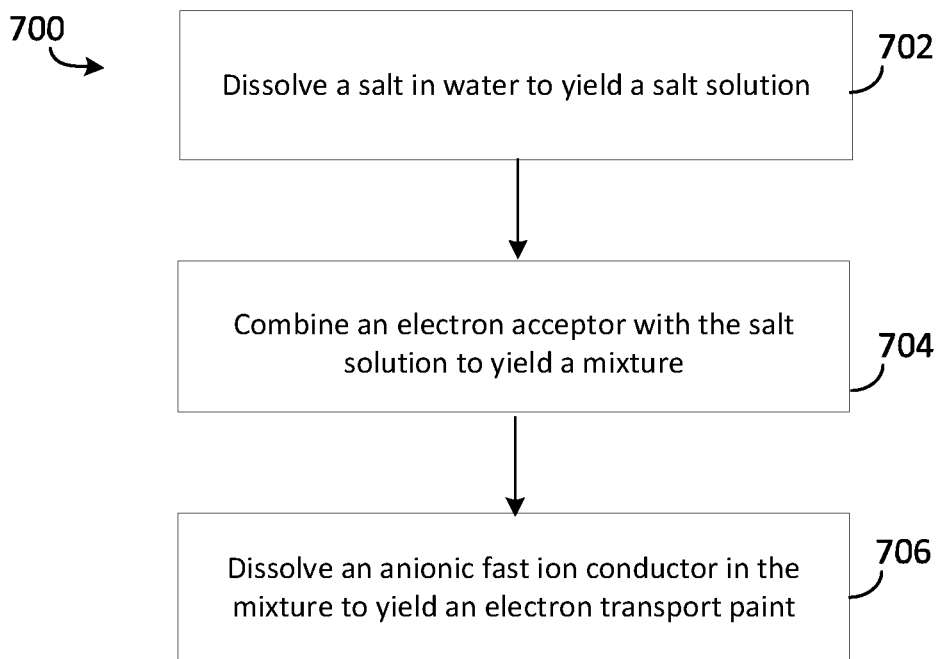 700
702
Dissolve a salt in water to yield a salt solution
Combine an electron acceptor with the salt
solution to yield a mixture
704
Dissolve an anionic fast ion conductor in the
mixture to yield an electron transport paint
706